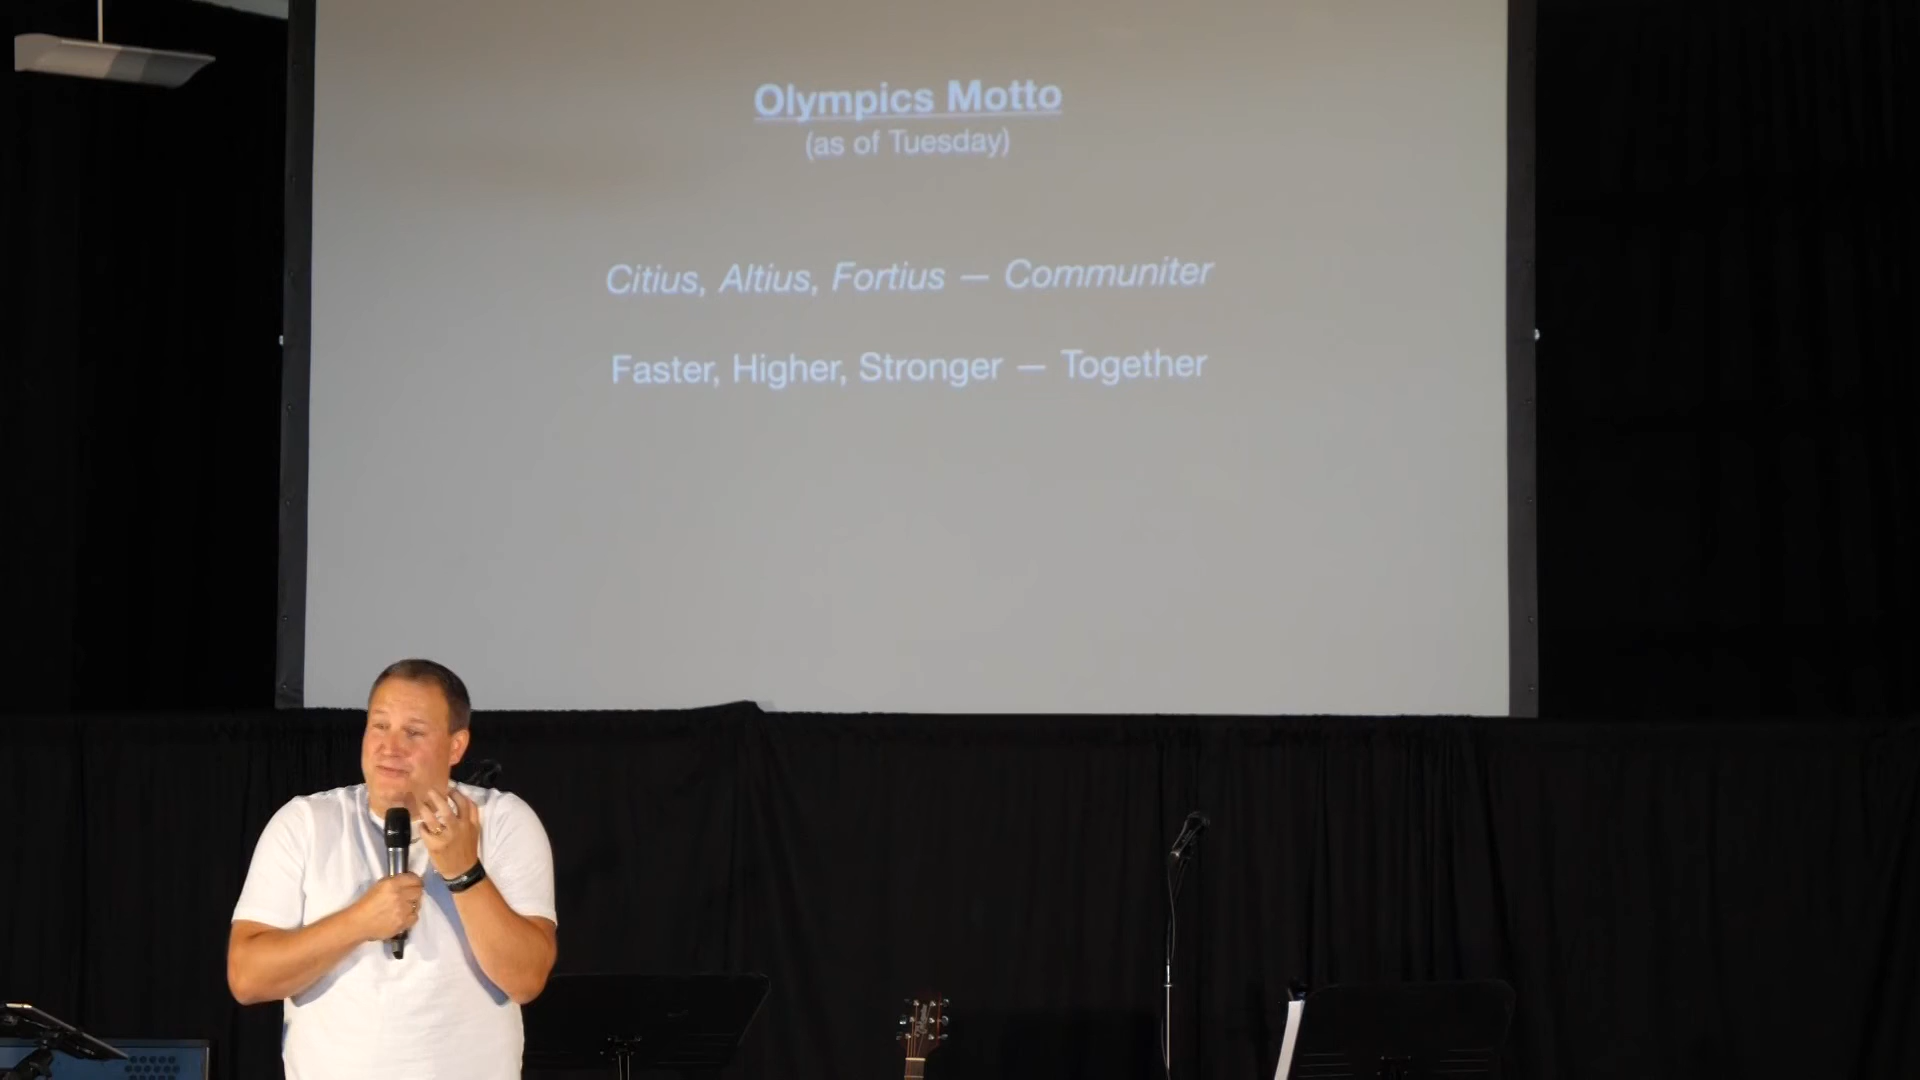 Olympics Motto
(as of Tuesday)
Citius, Altius, Fortius — Communiter
Faster, Higher, Stronger — Together